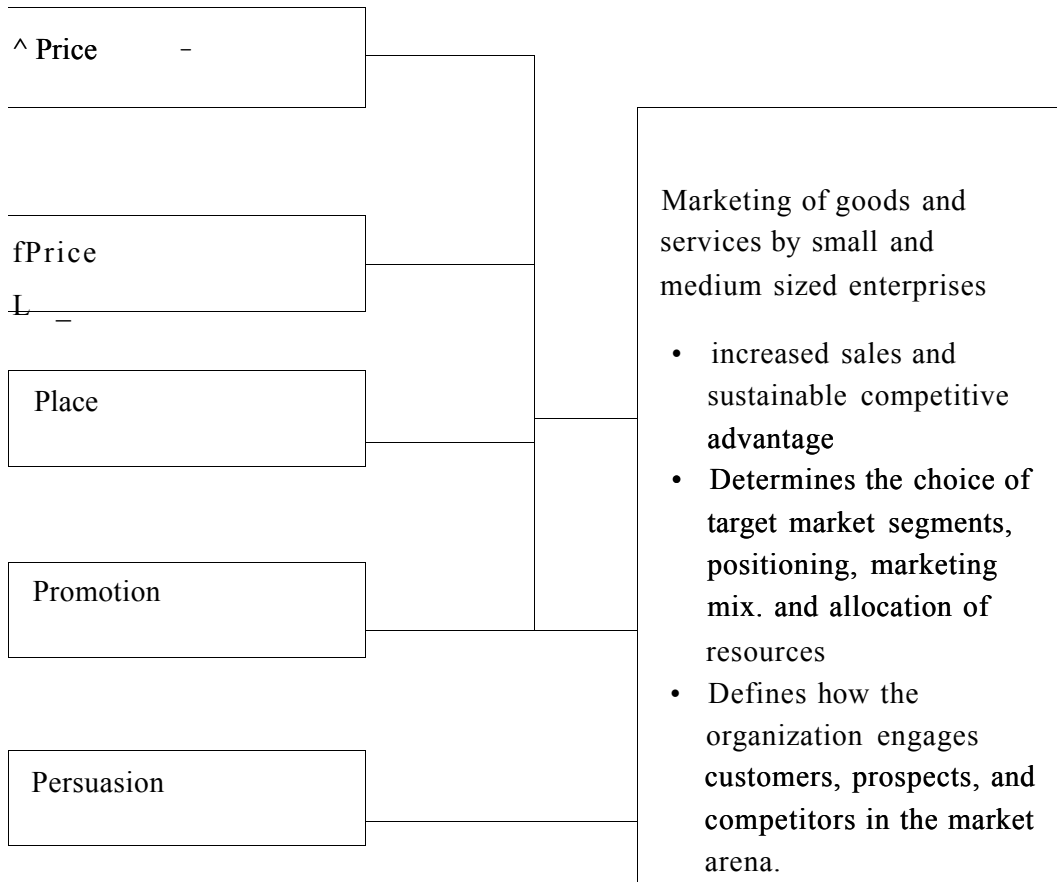 ^ Price –
fPrice
L _
Place
Promotion
Persuasion
Marketing of goods and
services by small and
medium sized enterprises
• increased sales and
sustainable competitive
advantage
• Determines the choice of
target market segments,
positioning, marketing
mix. and allocation of
resources
• Defines how the
organization engages
customers, prospects, and
competitors in the market
arena.